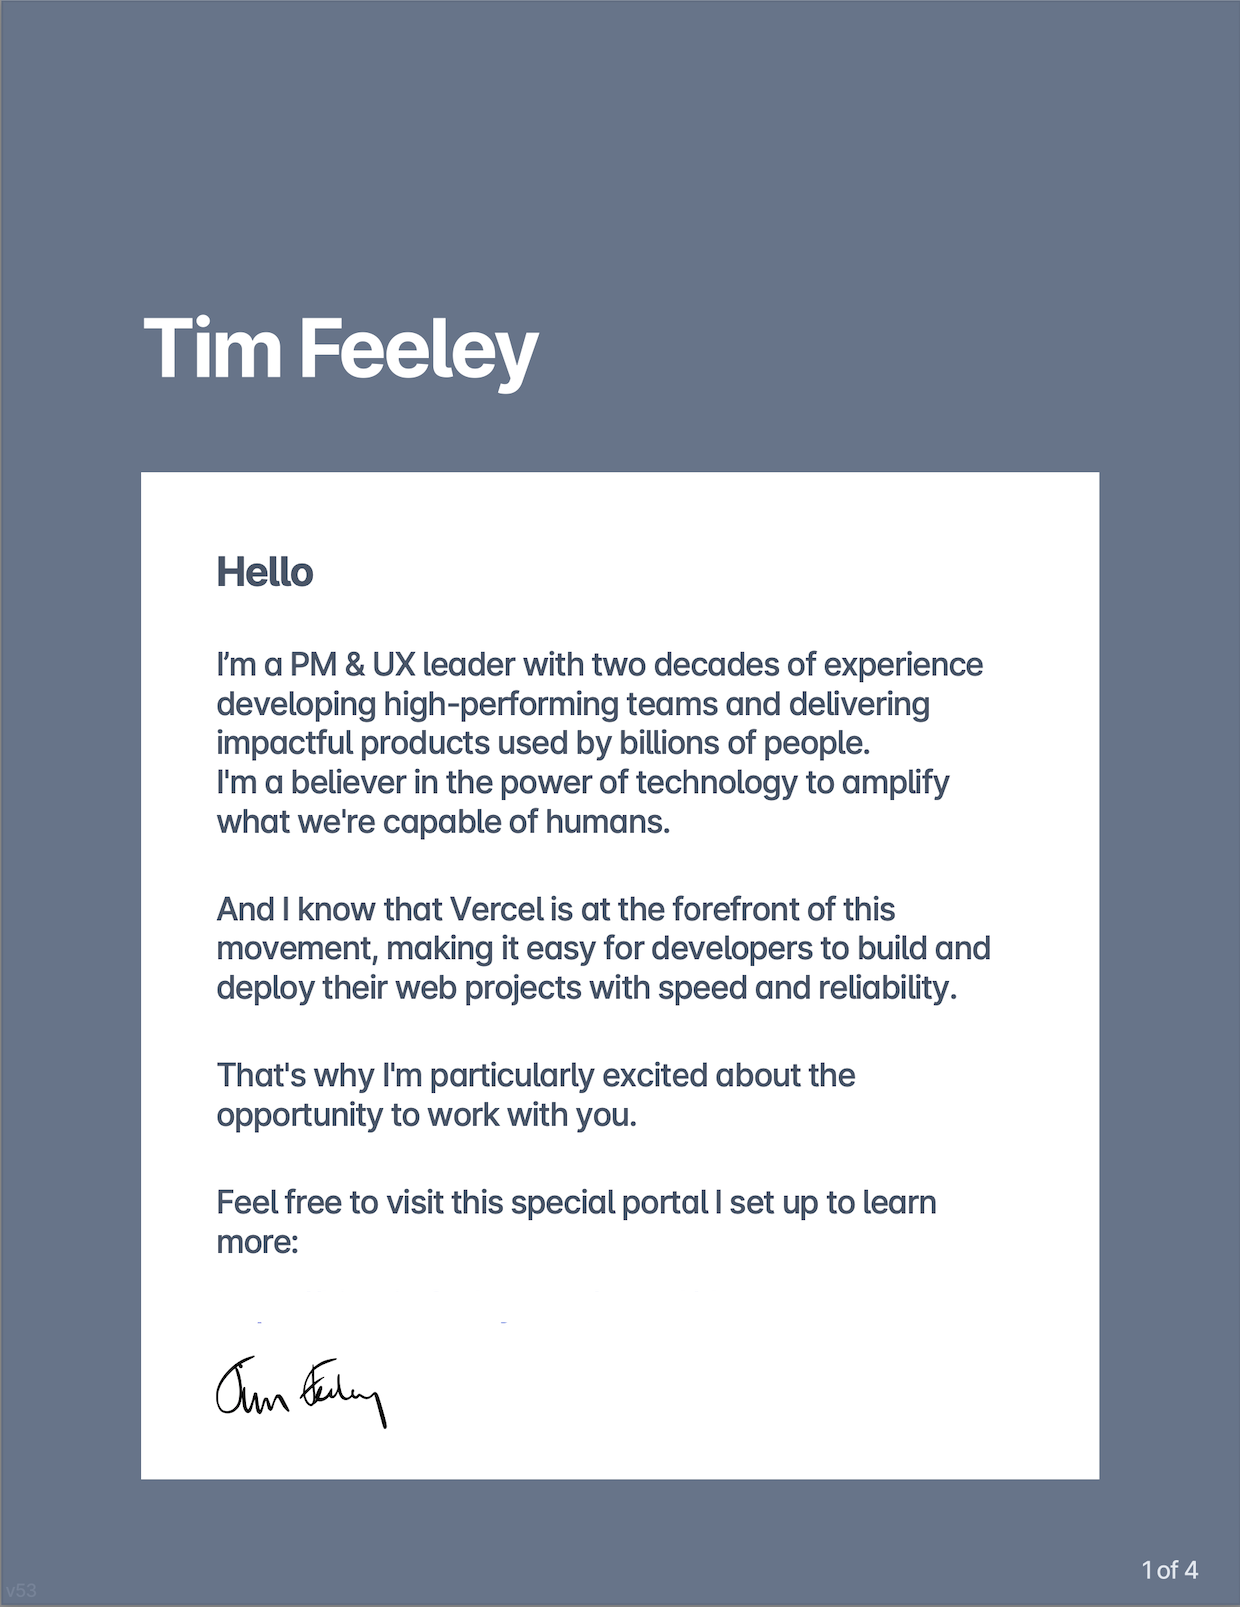 Tim Feeley
Hello
I’m a PM & UX leader with two decades of experience
developing high-performing teams and delivering
impactful products used by billions of people.
I'm a believer in the power of technology to amplify
what we're capable of humans.
And I know that Vercel is at the forefront of this
movement, making it easy for developers to build and
deploy their web projects with speed and reliability.
That's why I'm particularly excited about the
opportunity to work with you.
Feel free to visit this special portal I set up to learn
more:
Tim Feeley
1 of 4
v53